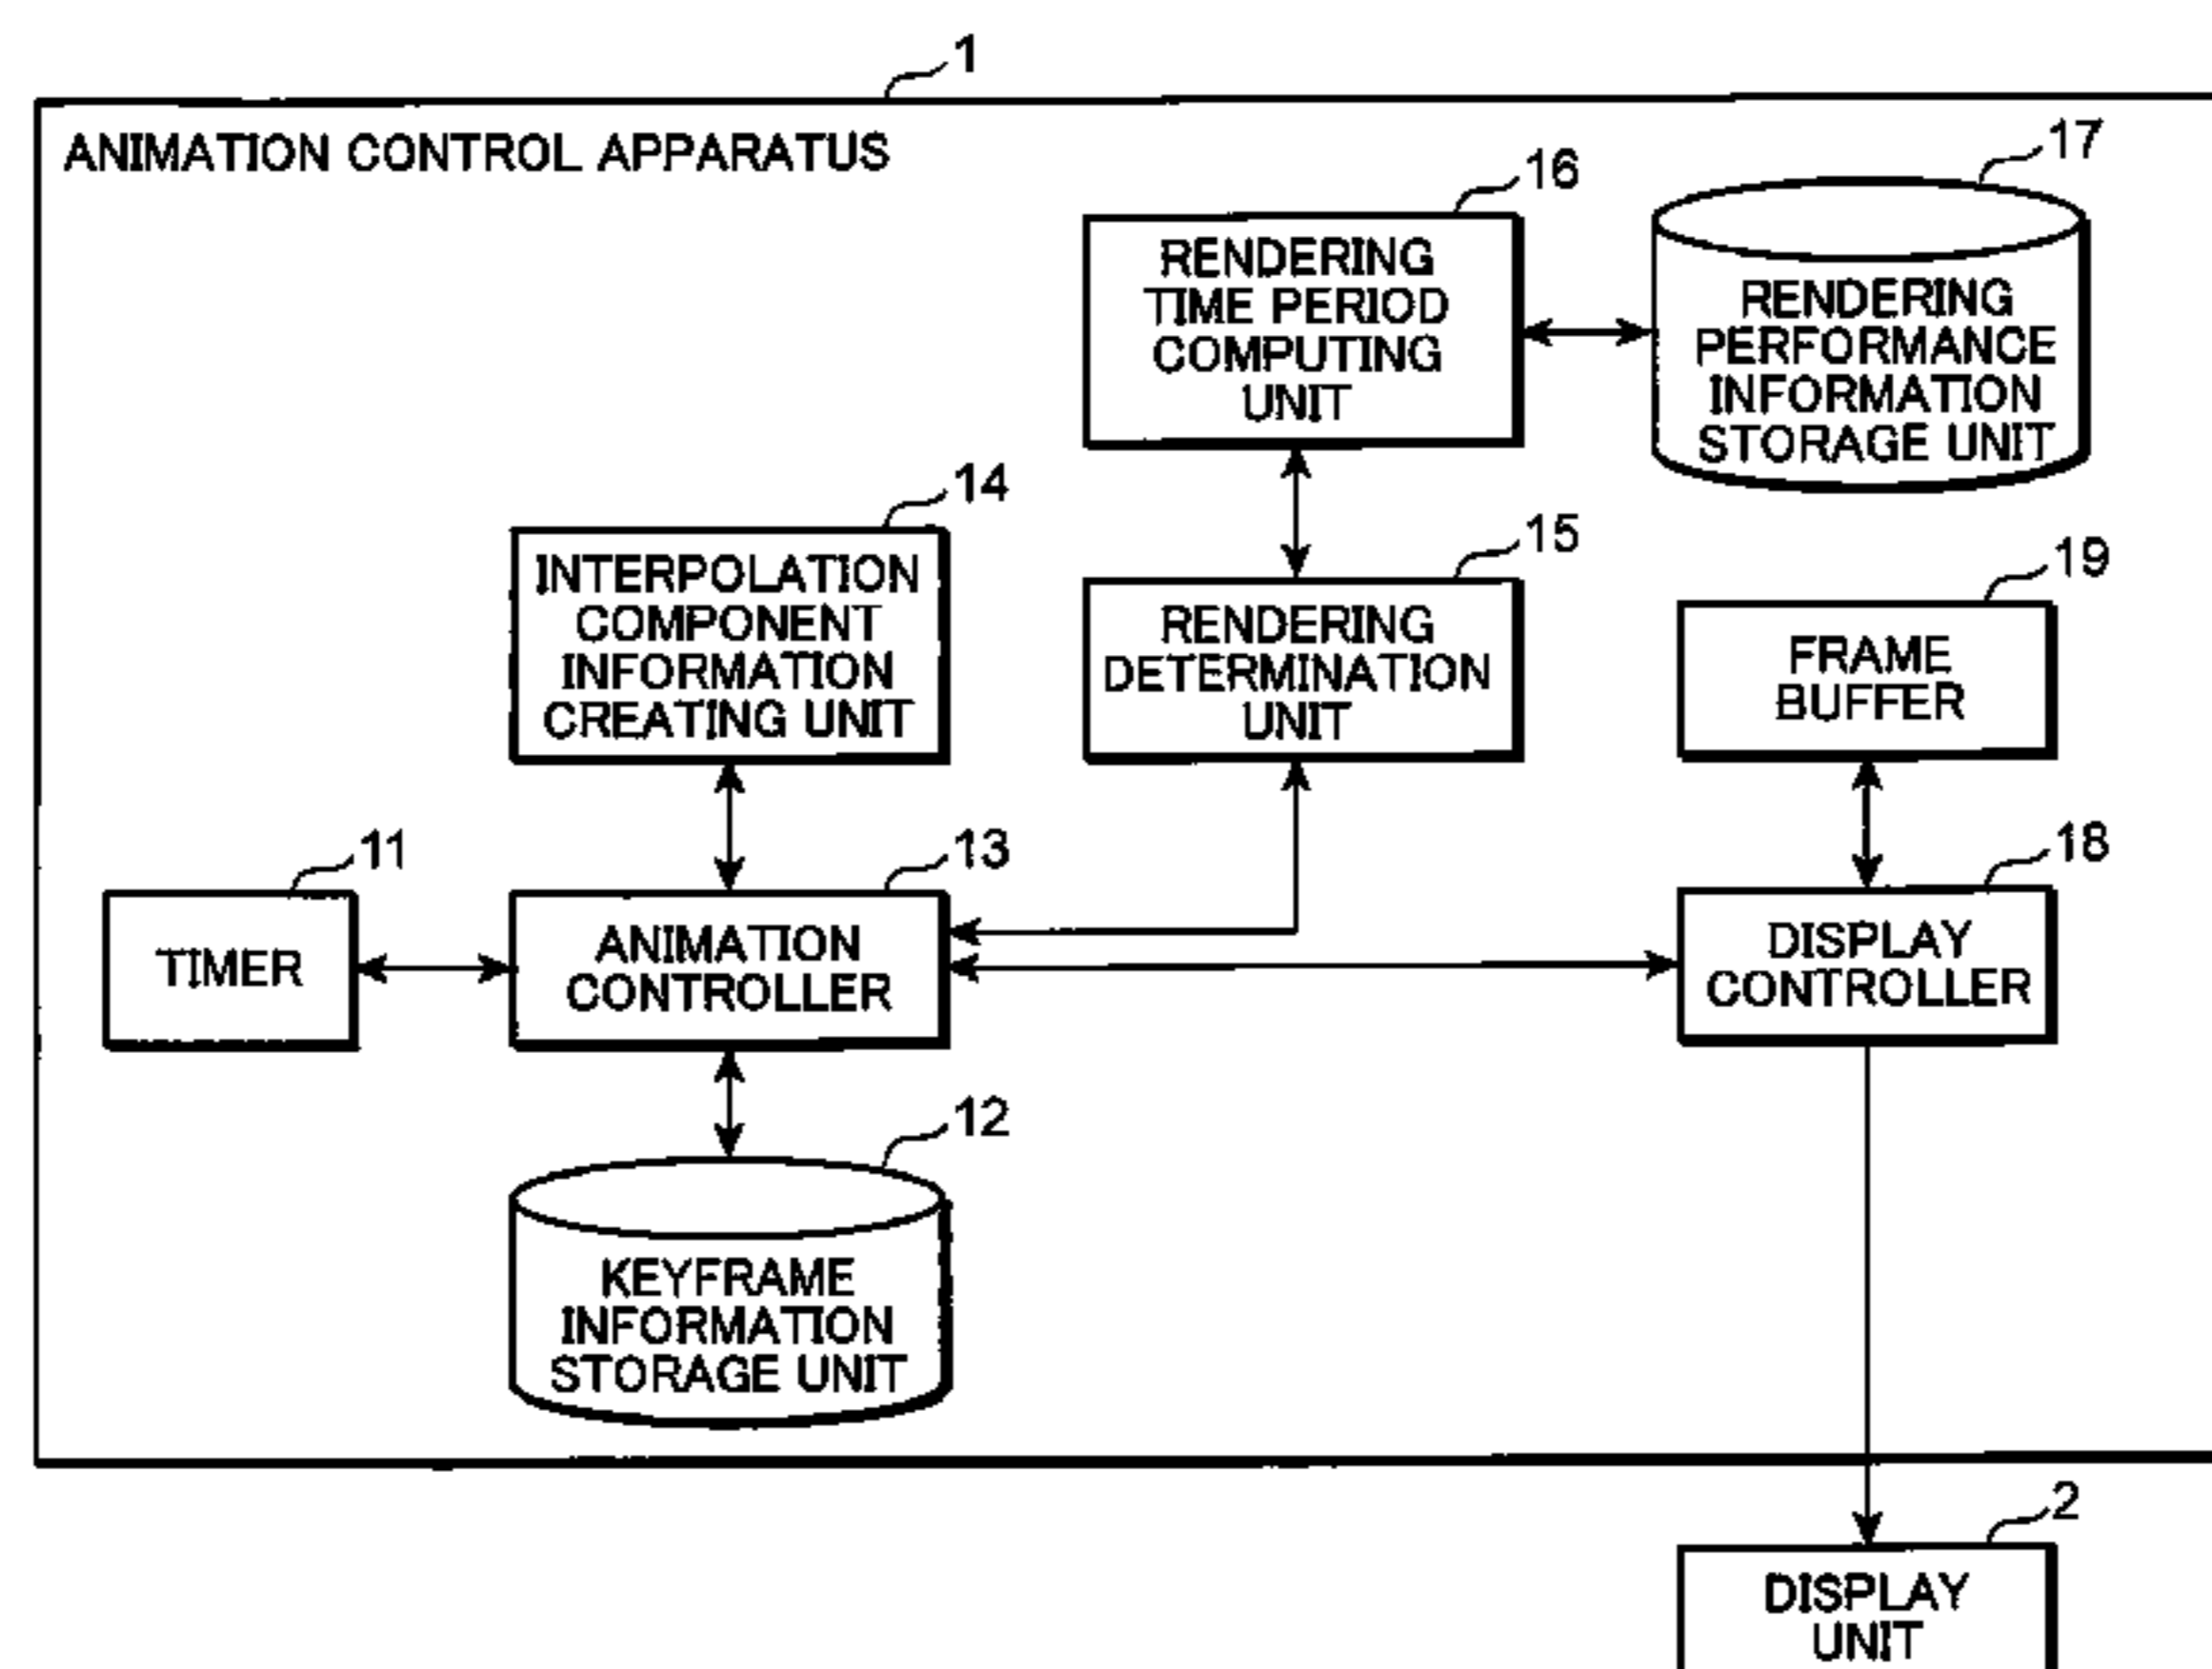 1
ANIMATION CONTROL APPARATUS
16
17
RENDERING
TIME PERIOD
COMPUTING
UNIT
RENDERING
PERFORMANCE
INFORMATION
STORAGE UNIT
14
15
19
INTERPOLATION
COMPONENT
INFORMATION
CREATING UNIT
RENDERING
DETERMINATION
UNIT
FRAME
BUFFER
11
13
18
TIMER
ANIMATION
CONTROLLER
DISPLAY
CONTROLLER
12
KEYFRAME
INFORMATION
STORAGE UNIT
2
DISPLAY
UNIT